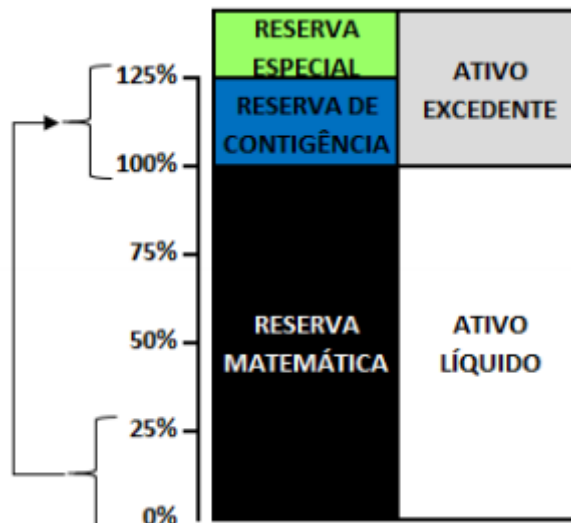 RESERVA
ESPECIAL
125%
ATIVO
EXCEDENTE
RESERVA DE
CONTIGÊNCIA
100%
75%
50%
RESERVA
MATEMÁTICA
ATIVO
LÍQUIDO
25%
0%